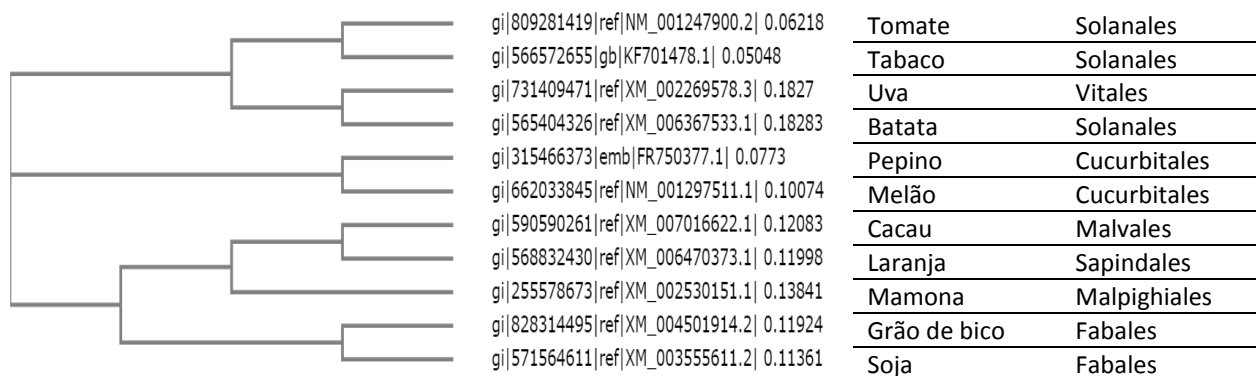 gi|809281419|ref|NM_001247900.2| 0.06218 Tomate Solanales
gi|566572655|gb|KF701478.1| 0.05048 Tabaco Solanales
gi|731409471|ref|XM_002269578.3| 0.1827 Uva Vitales
gi|565404326|ref|XM_006367533.1| 0.18283 Batata Solanales
gi|315466373|emb|FR750377.1| 0.0773 Pepino Cucurbitales
gi|662033845|ref|NM_001297511.1| 0.10074 Melão Cucurbitales
gi|590590261|ref|XM_007016622.1| 0.12083 Cacau Malvales
gi|568832430|ref|XM_006470373.1| 0.11998 Laranja Sapindales
gi|255578673|ref|XM_002530151.1| 0.13841 Mamona Malpighiales
gi|828314495|ref|XM_004501914.2| 0.11924 Grão de bico Fabales
gi|571564611|ref|XM_003555611.2| 0.11361 Soja Fabales